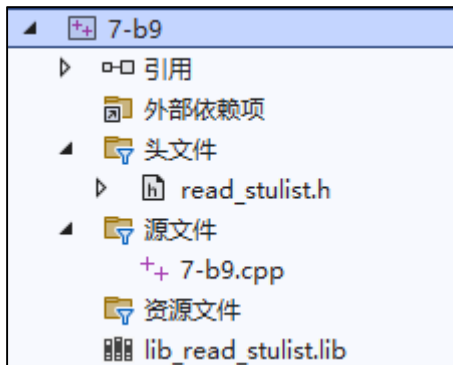 7-b9
引用
外部依赖项
头文件
read_stulist.h
源文件
7-b9.cpp
资源文件
lib_read_stulist.lib